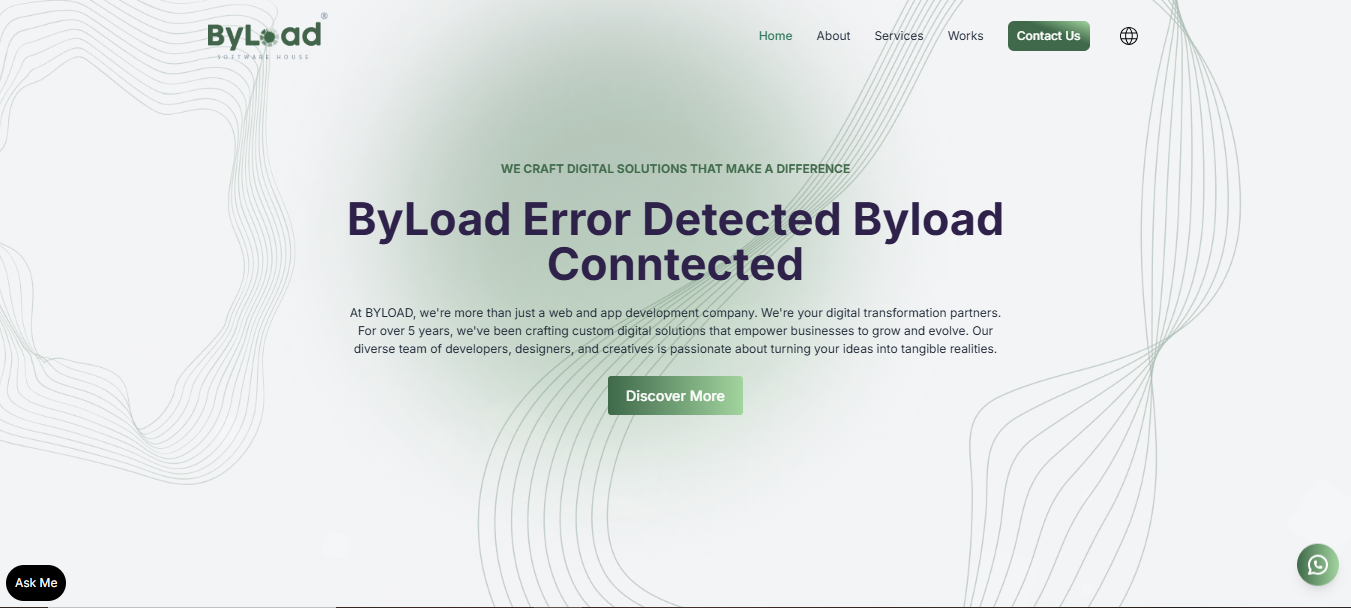 ByLoad®
SOFTWARE HOUSE
Home About Services Works Contact Us
WE CRAFT DIGITAL SOLUTIONS THAT MAKE A DIFFERENCE
ByLoad Error Detected Byload
Conntected
At BYLOAD, we're more than just a web and app development company. We're your digital transformation partners.
For over 5 years, we've been crafting custom digital solutions that empower businesses to grow and evolve. Our
diverse team of developers, designers, and creatives is passionate about turning your ideas into tangible realities.
Discover More
Ask Me